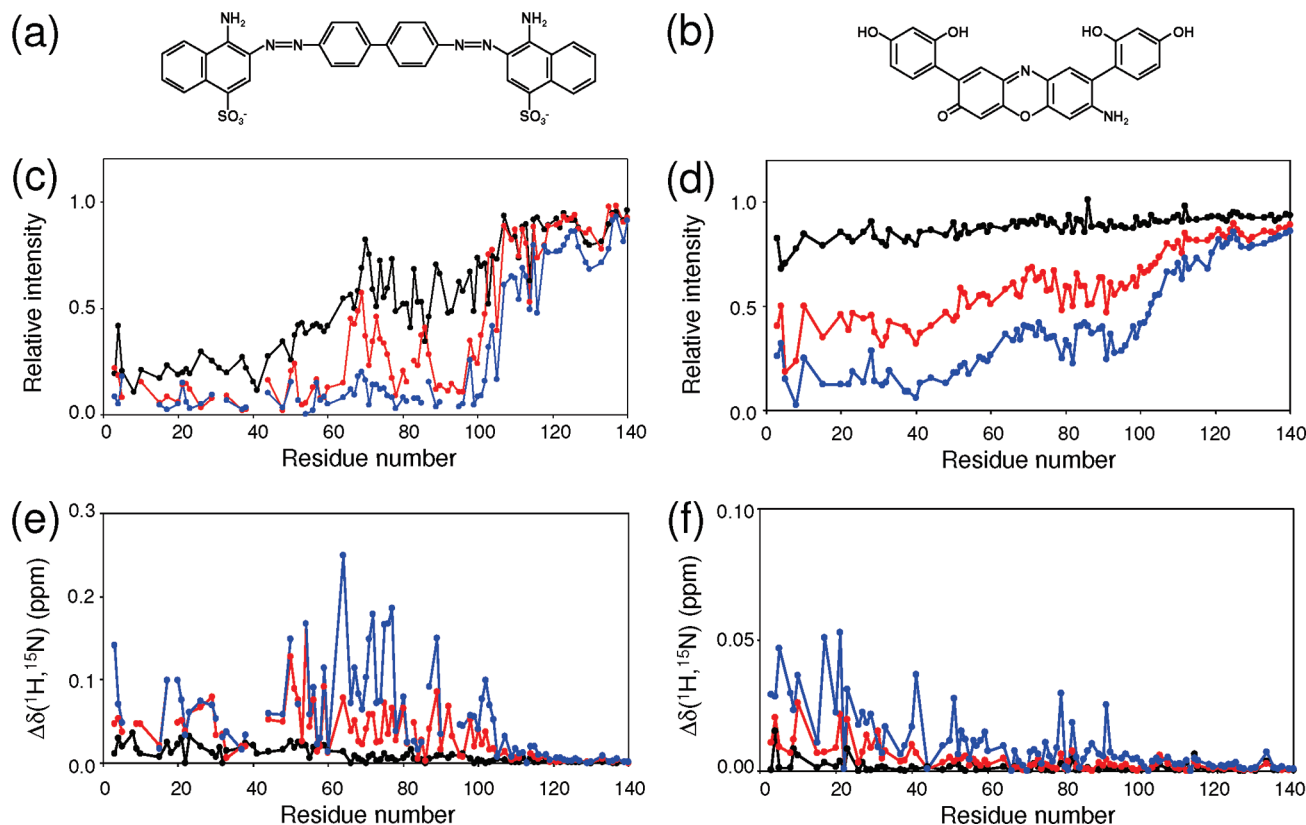 (a)
NH₂
NH₂
N=N
N=N
SO₃⁻
SO₃⁻
(b)
HO
OH
HO
OH
N
O
O
NH₂
(c)
Relative intensity
1.0
0.5
0.0
0 20 40 60 80 100 120 140
Residue number
(d)
Relative intensity
1.0
0.5
0.0
0 20 40 60 80 100 120 140
Residue number
(e)
Δδ(¹H,¹⁵N) (ppm)
0.3
0.2
0.1
0.0
0 20 40 60 80 100 120 140
Residue number
(f)
Δδ(¹H,¹⁵N) (ppm)
0.10
0.05
0.00
0 20 40 60 80 100 120 140
Residue number